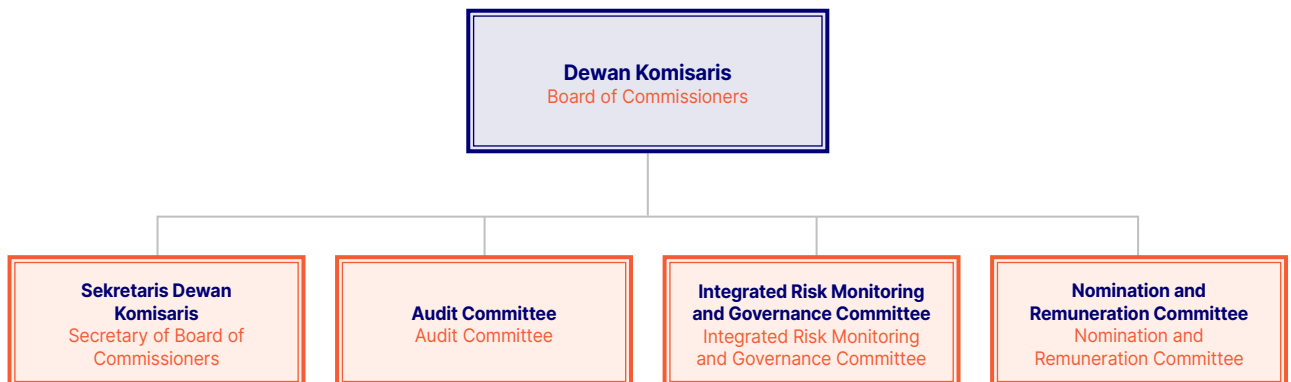 Dewan Komisaris
Board of Commissioners
Sekretaris Dewan
Komisaris
Secretary of Board of
Commissioners
Audit Committee
Audit Committee
Integrated Risk Monitoring
and Governance Committee
Integrated Risk Monitoring
and Governance Committee
Nomination and
Remuneration Committee
Nomination and
Remuneration Committee